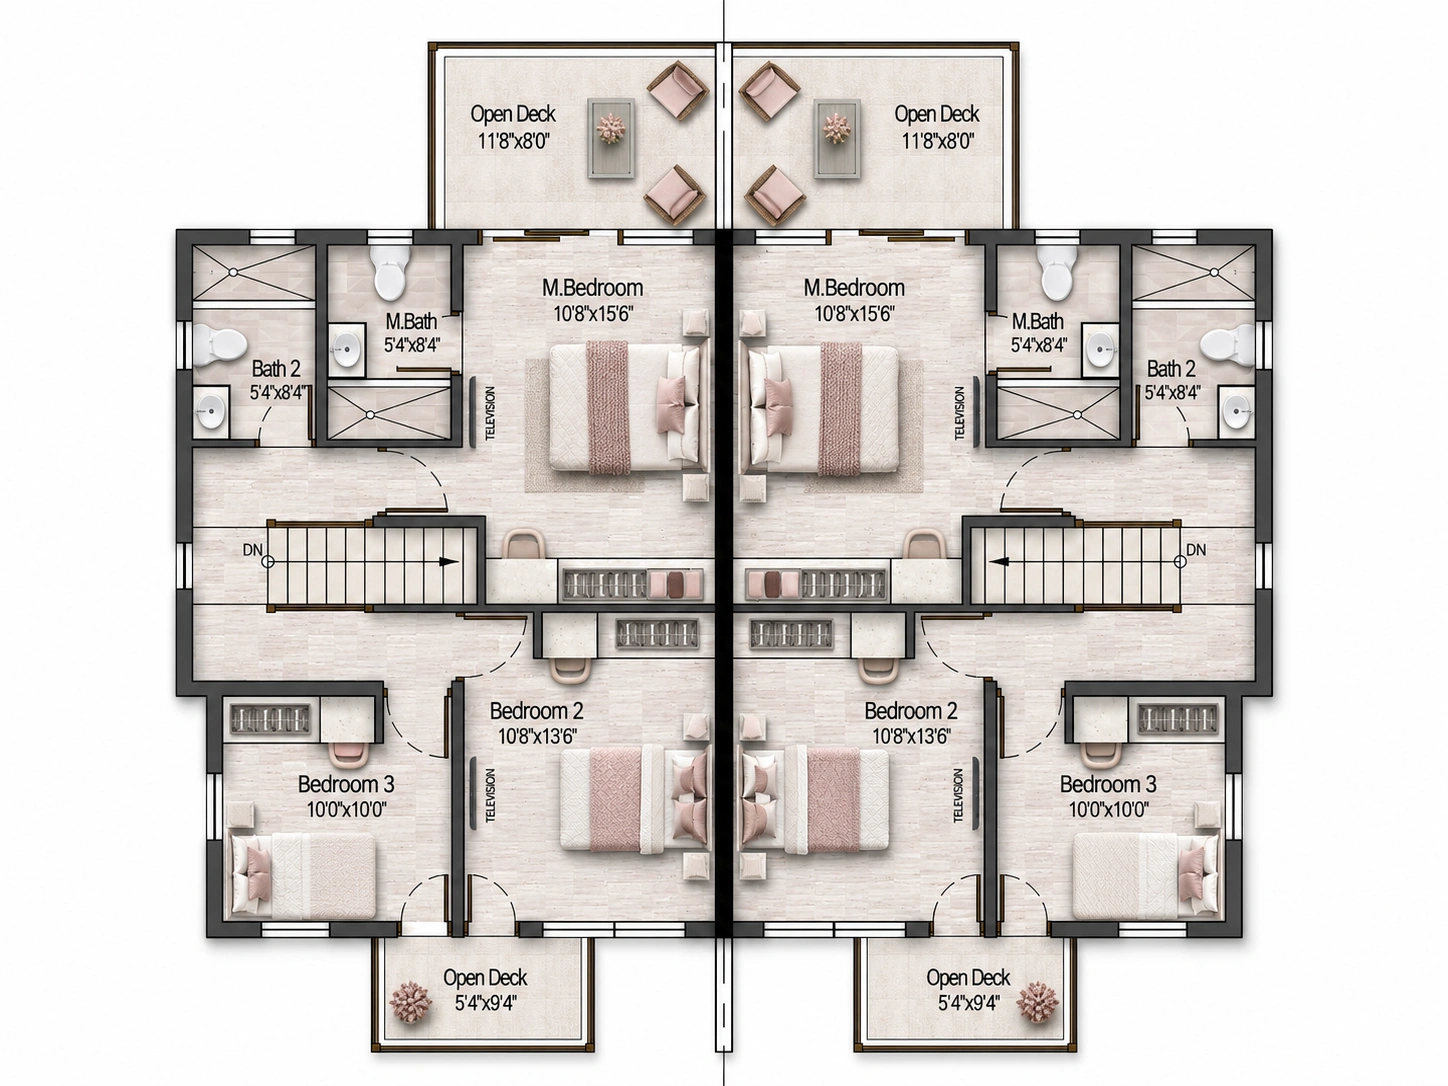 Open Deck
11'8"x8'0"
Open Deck
11'8"x8'0"
M.Bedroom
10'8"x15'6"
M.Bedroom
10'8"x15'6"
M.Bath
5'4"x8'4"
M.Bath
5'4"x8'4"
Bath 2
5'4"x8'4"
Bath 2
5'4"x8'4"
TELEVISION
TELEVISION
DN
DN
Bedroom 2
10'8"x13'6"
Bedroom 2
10'8"x13'6"
Bedroom 3
10'0"x10'0"
Bedroom 3
10'0"x10'0"
TELEVISION
TELEVISION
Open Deck
5'4"x9'4"
Open Deck
5'4"x9'4"